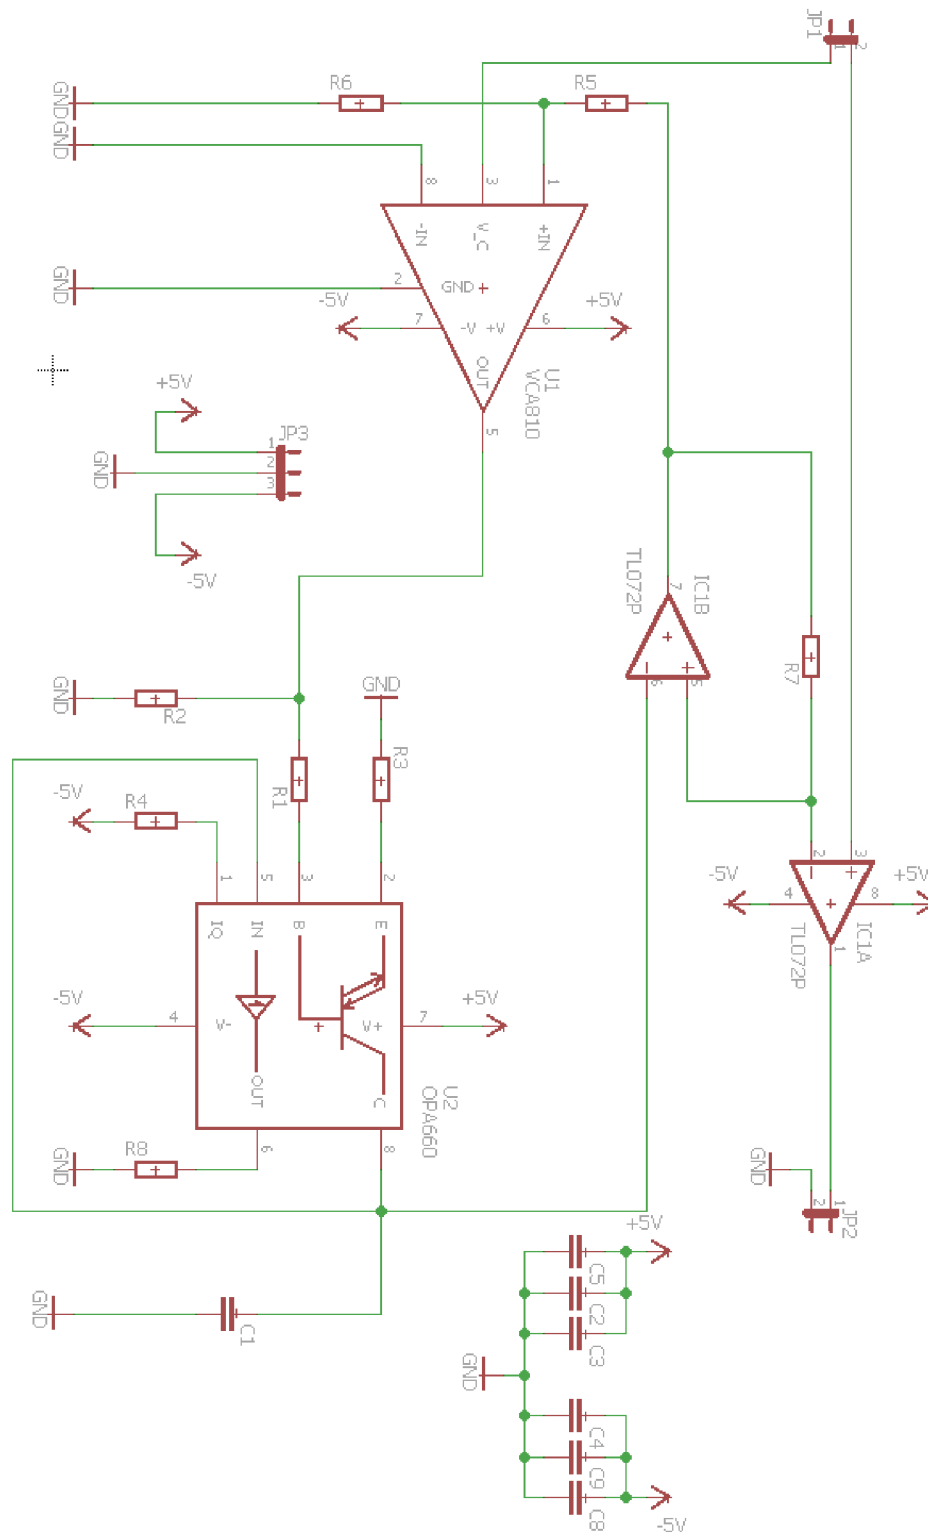 JP1
1
2
GND
R6
R5
GND
8
3
1
-IN
V_C
+IN
GND
2
GND
-5V
7
-V
+V
6
+5V
OUT
U1
VCA810
5
+5V
JP3
1
2
3
GND
-5V
TL072P
7
IC1B
6
5
R7
GND
R2
GND
R3
R1
-5V
R4
1
5
3
2
2
3
IQ
IN
B
E
-5V
4
8
+5V
1
IC1A
TL072P
-5V
4
V-
V+
7
+5V
OUT
C
U2
OPA660
GND
R8
6
8
GND
2
1
JP2
+5V
C5
C2
C3
GND
C1
GND
C4
C9
C8
-5V